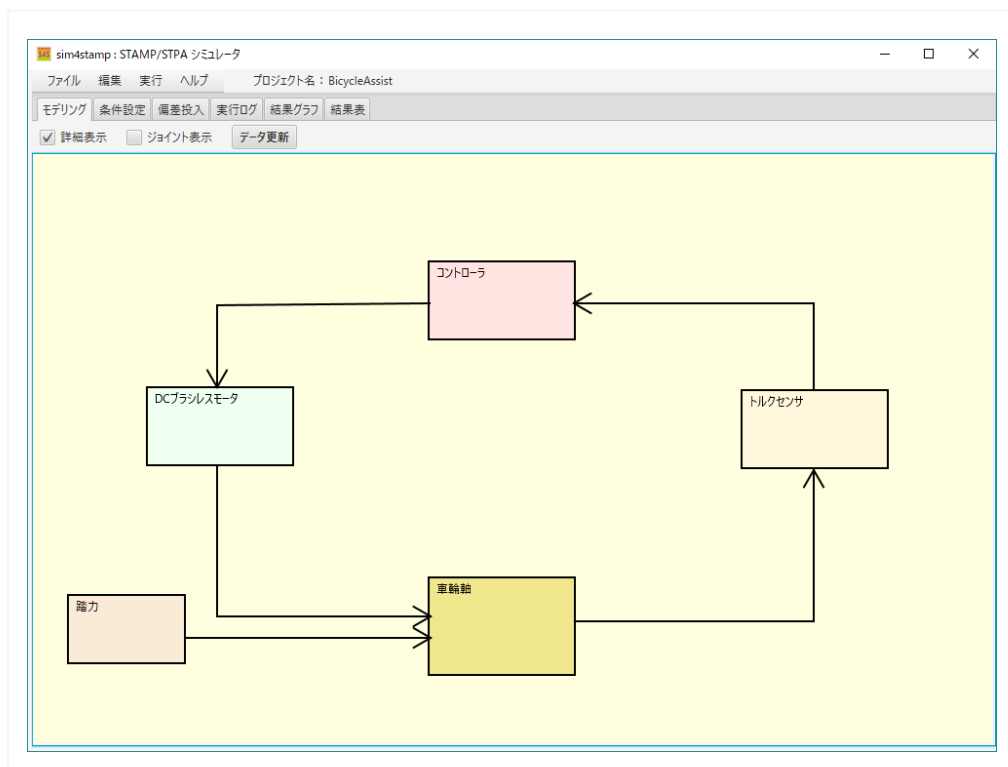 S4S sim4stamp : STAMP/STPA シミュレータ
ファイル 編集 実行 ヘルプ プロジェクト名 : BicycleAssist
モデリング 条件設定 偏差投入 実行ログ 結果グラフ 結果表
詳細表示 ジョイント表示 データ更新
コントローラ
DCブラシレスモータ
トルクセンサ
車輪軸
踏力